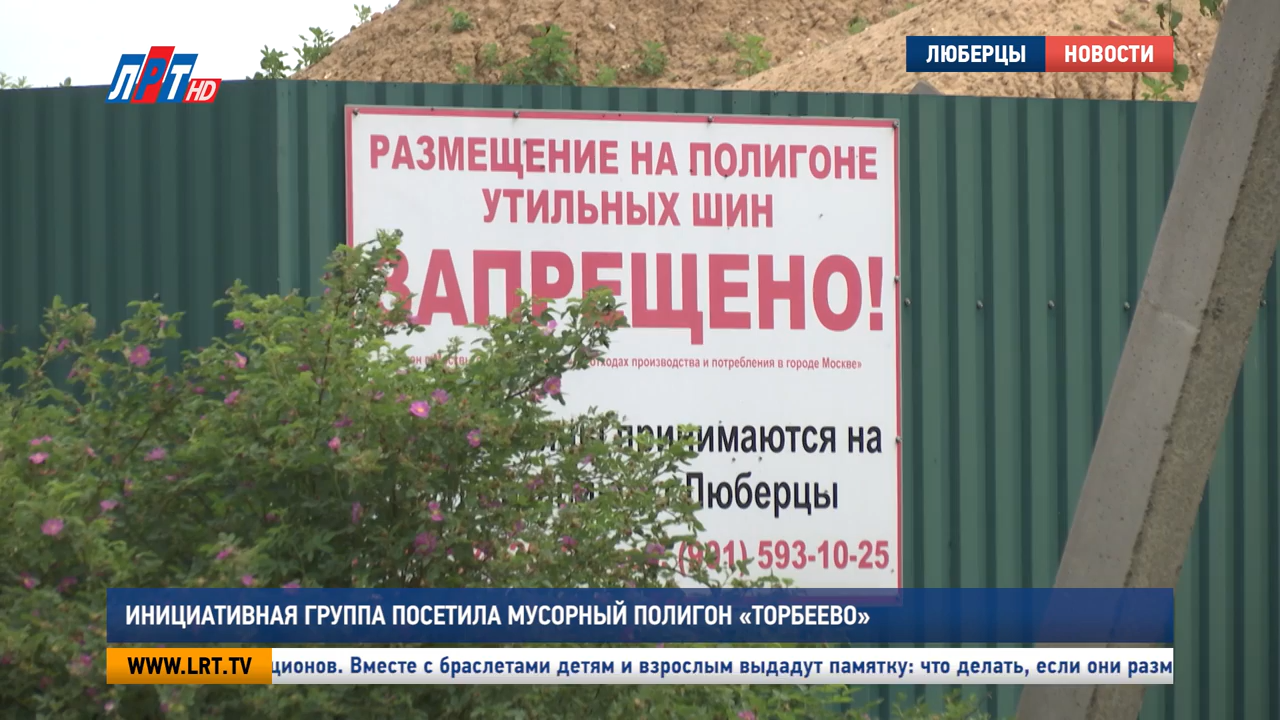 ЛРТ HD
ЛЮБЕРЦЫ НОВОСТИ
РАЗМЕЩЕНИЕ НА ПОЛИГОНЕ
УТИЛЬНЫХ ШИН
ЗАПРЕЩЕНО!
отходах производства и потребления в городе Москве»
принимаются на
Люберцы
593-10-25
ИНИЦИАТИВНАЯ ГРУППА ПОСЕТИЛА МУСОРНЫЙ ПОЛИГОН «ТОРБЕЕВО»
WWW.LRT.TV ционов. Вместе с браслетами детям и взрослым выдадут памятку: что делать, если они разм